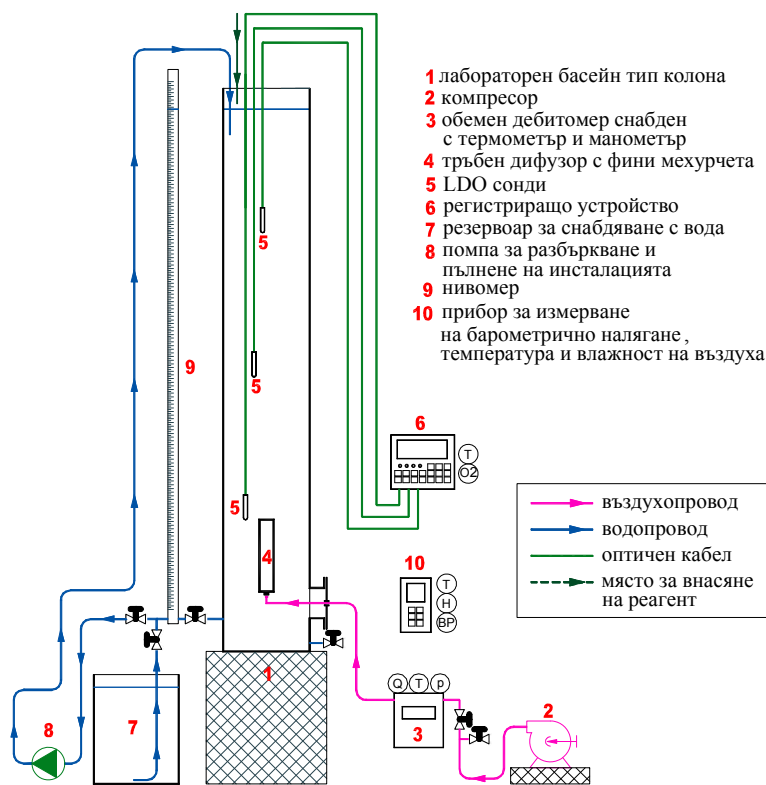 1 лабораторен басейн тип колона
2 компресор
3 обемен дебитомер снабден
с термометър и манометър
4 тръбен дифузор с фини мехурчета
5 LDO сонди
6 регистриращо устройство
7 резервоар за снабдяване с вода
8 помпа за разбъркване и
пълнене на инсталацията
9 нивомер
10 прибор за измерване
на барометрично налягане,
температура и влажност на въздуха
5
9
5
6
T
O2
5
4
10
T
H
BP
въздухопровод
водопровод
оптичен кабел
място за внасяне
на реагент
1
Q T p
2
3
8
7